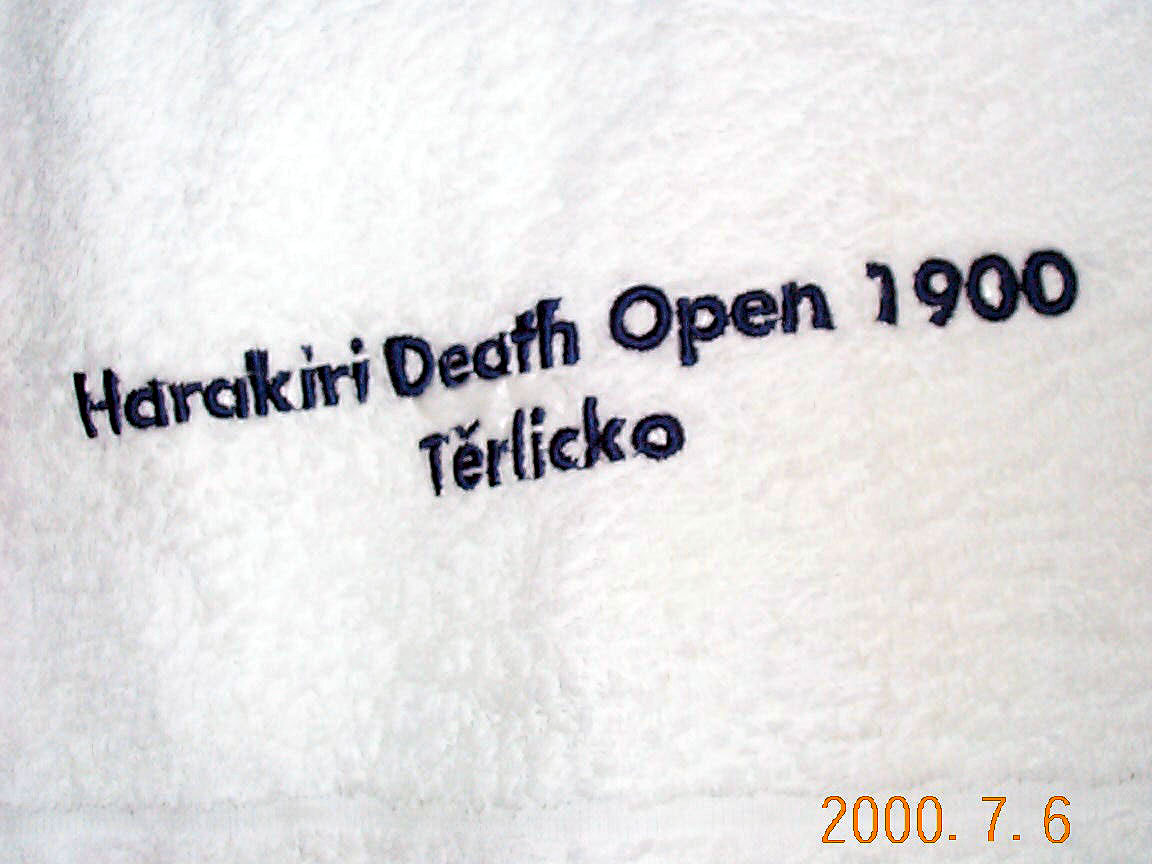 Harakiri Death Open 1900
Těrlicko
2000. 7. 6